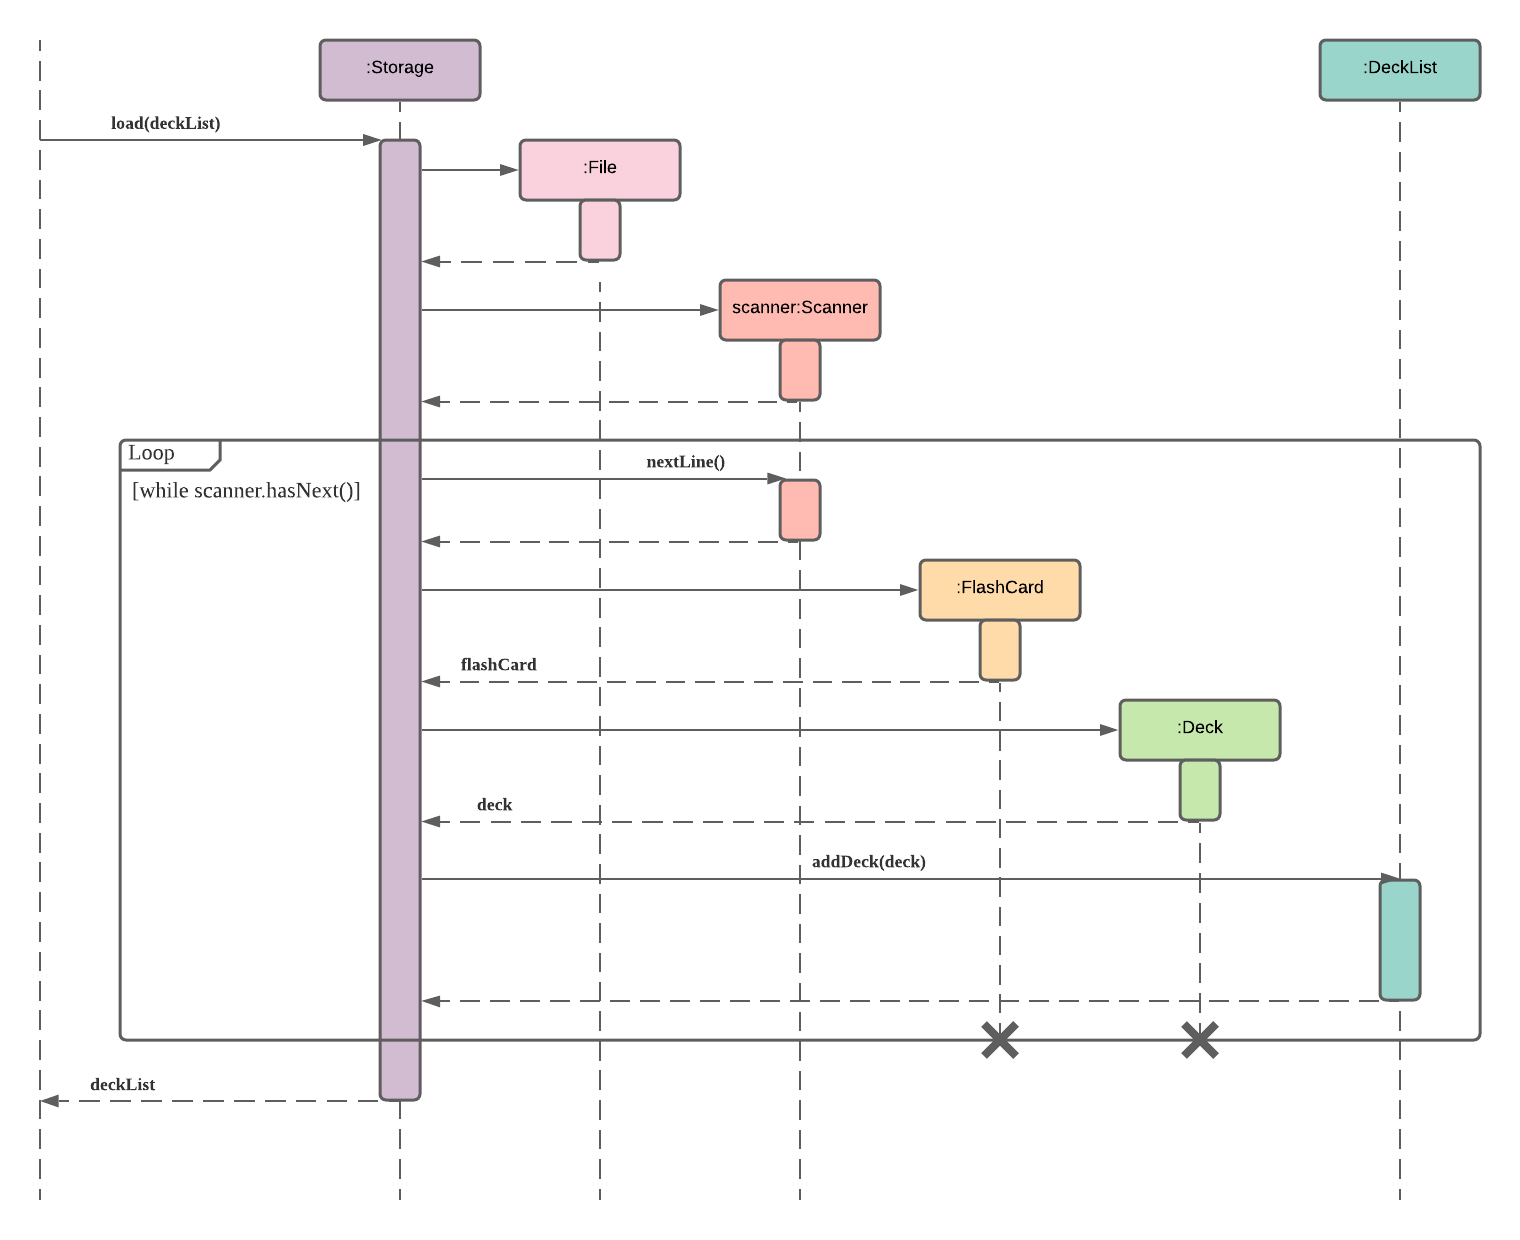 :Storage
:DeckList
load(deckList)
:File
scanner:Scanner
Loop
nextLine()
[while scanner.hasNext()]
:FlashCard
flashCard
:Deck
deck
addDeck(deck)
deckList